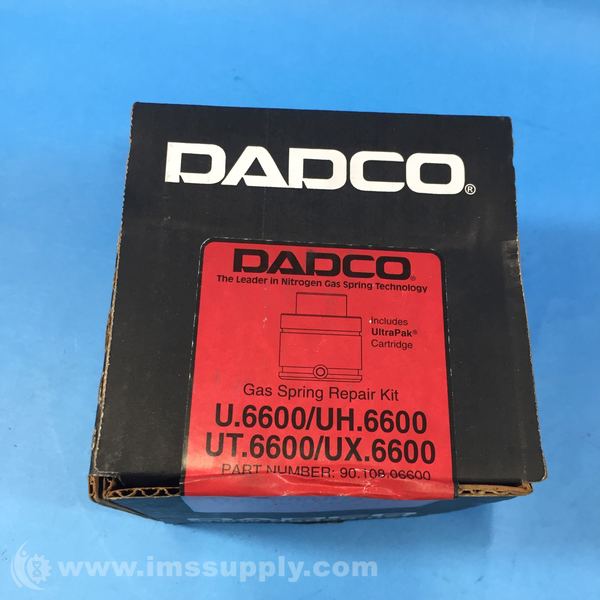 DADCO®
DADCO®
The Leader in Nitrogen Gas Spring Technology
Includes
UltraPak®
Cartridge
Gas Spring Repair Kit
U.6600/UH.6600
UT.6600/UX.6600
PART NUMBER: 90.108.06600
© www.imssupply.com